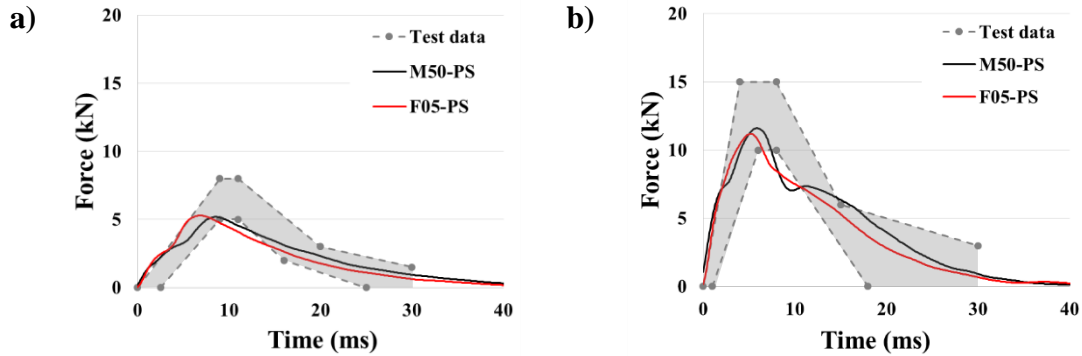 a)
Force (kN)
20
15
10
5
0
0 10 20 30 40
Time (ms)
Test data
M50-PS
F05-PS
b)
Force (kN)
20
15
10
5
0
0 10 20 30 40
Time (ms)
Test data
M50-PS
F05-PS